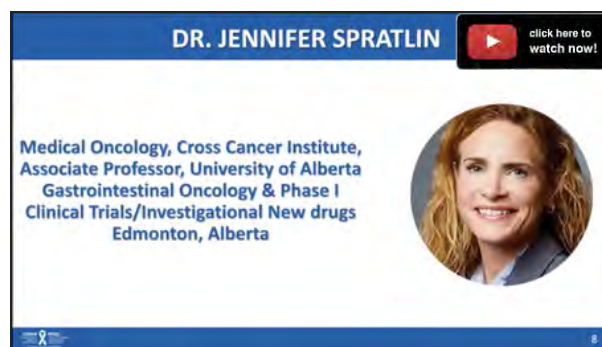 DR. JENNIFER SPRATLIN
click here to
watch now!
Medical Oncology, Cross Cancer Institute,
Associate Professor, University of Alberta
Gastrointestinal Oncology & Phase I
Clinical Trials/Investigational New drugs
Edmonton, Alberta
8